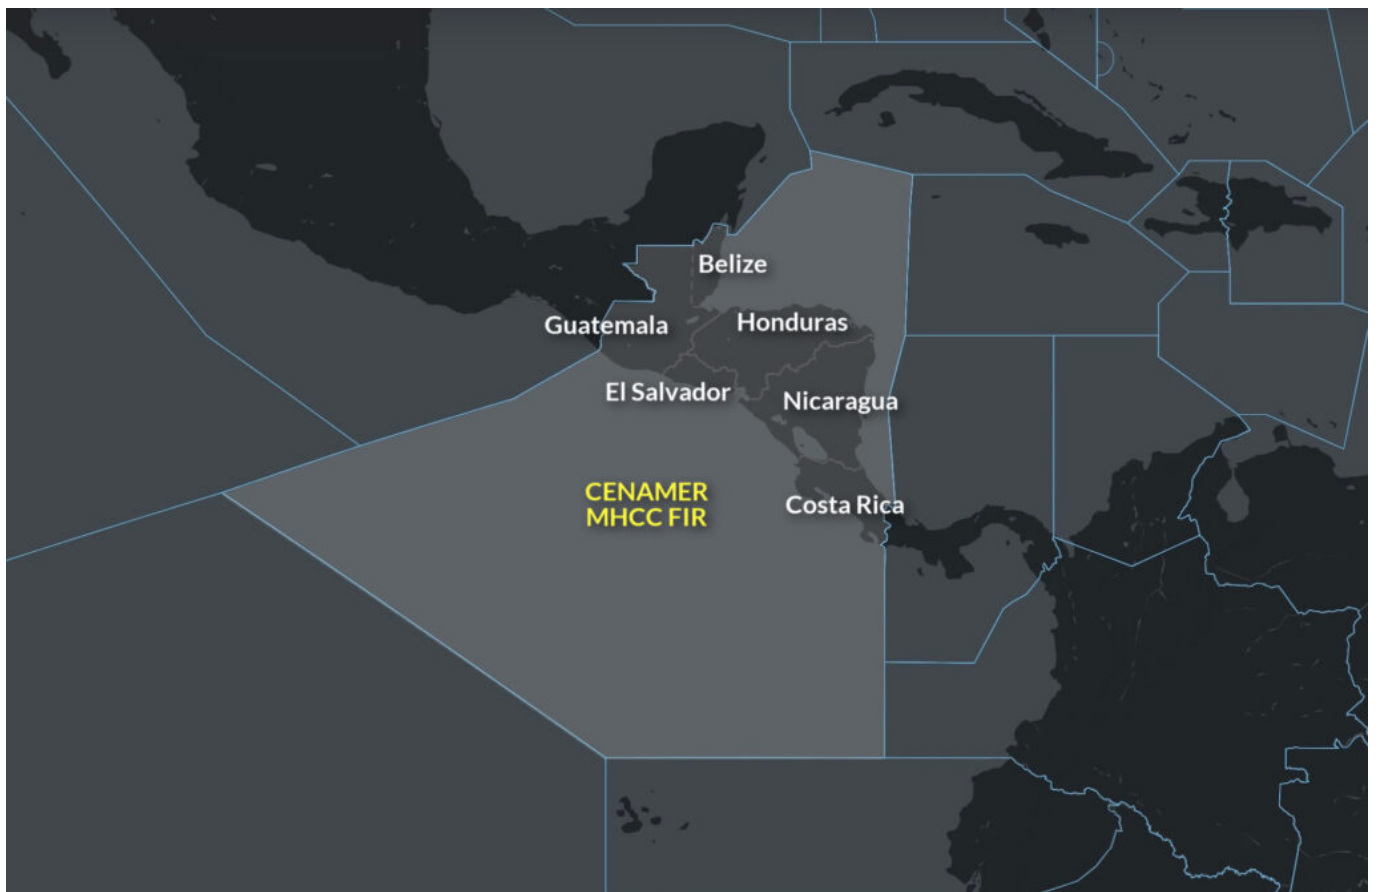 Belize
Guatemala
Honduras
El Salvador
Nicaragua
CENAMER
MHCC FIR
Costa Rica